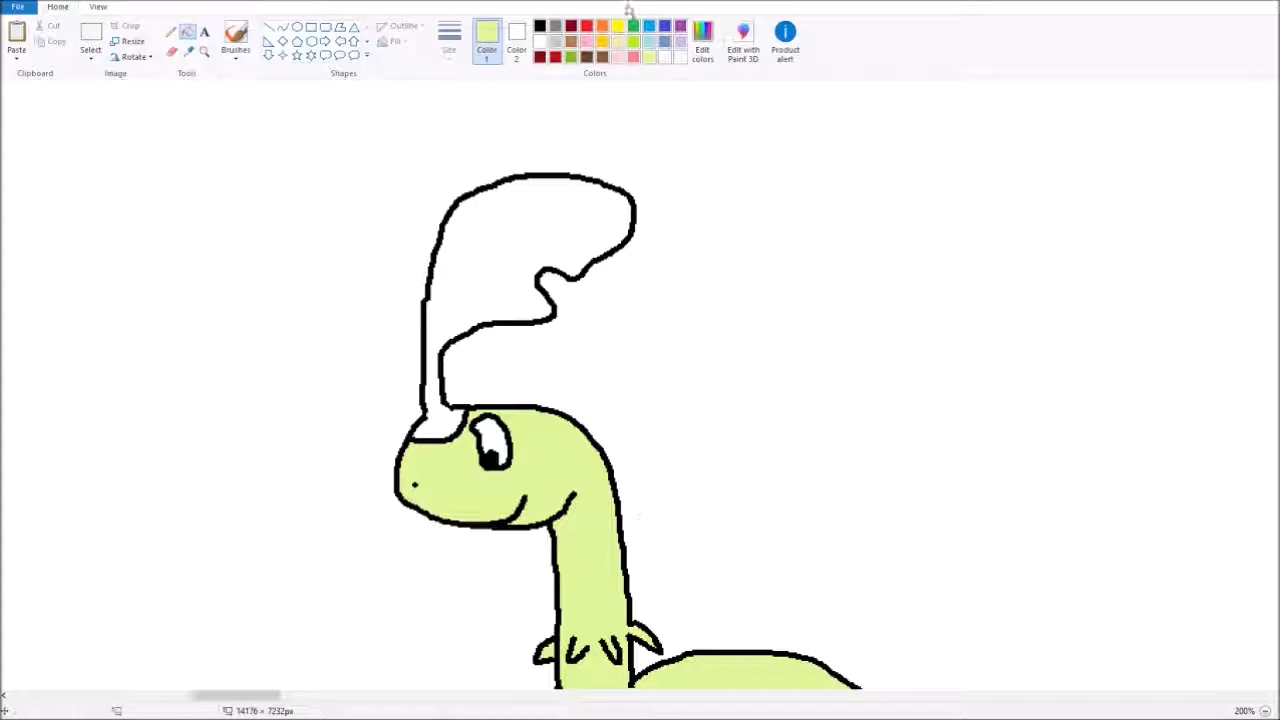 File Home View
Paste Cut Copy Clipboard
Select Crop Resize Rotate Image
A Tools
Brushes
Shapes
Outline Fill
Size
Color 1
Color 2
Edit colors
Colors
Edit with Paint 3D
Product alert
14176 × 7232px
200%